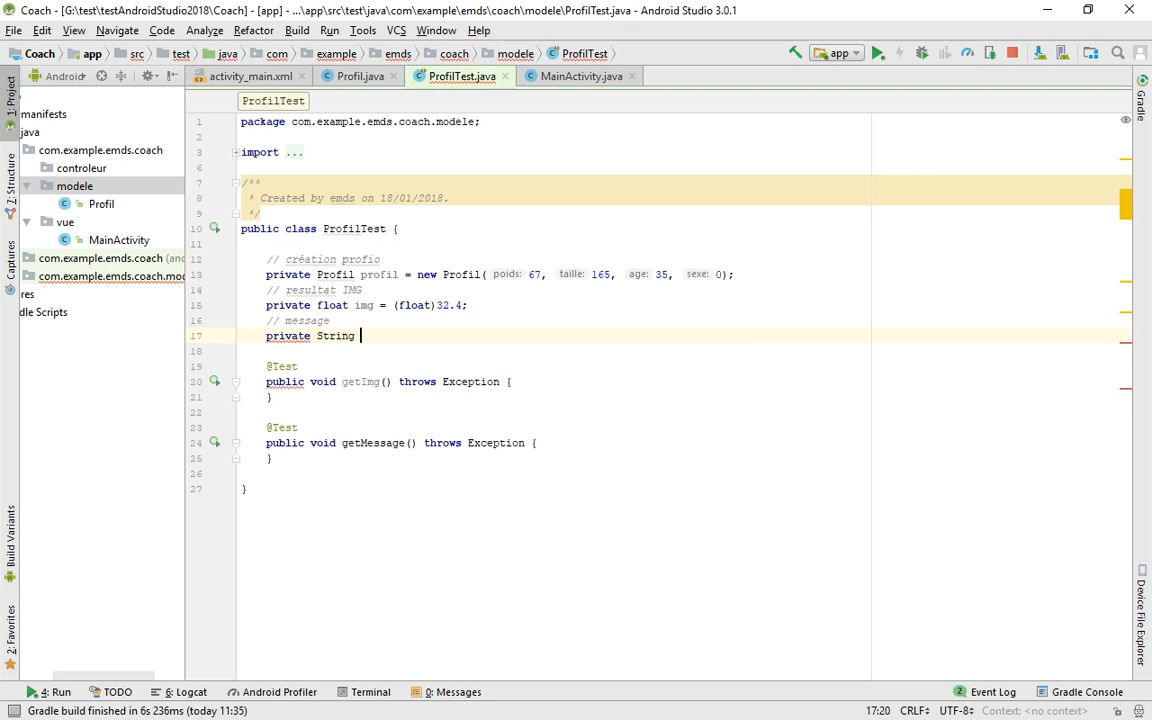 Coach - [G:\test\testAndroidStudio2018\Coach] - [app] - ...\app\src\test\java\com\example\emds\coach\modele\ProfilTest.java - Android Studio 3.0.1
File Edit View Navigate Code Analyze Refactor Build Run Tools VCS Window Help
Coach app src test java com example emds coach modele ProfilTest app
Android activity_main.xml Profil.java ProfilTest.java MainActivity.java
1: Project
Z: Structure
Captures
Build Variants
2: Favorites
manifests
java
com.example.emds.coach
controleur
modele
Profil
vue
MainActivity
com.example.emds.coach (an
com.example.emds.coach.mod
res
dle Scripts
ProfilTest
1 package com.example.emds.coach.modele;
2
3 import ...
6
7 /**
8 * Created by emds on 18/01/2018.
9 */
10 public class ProfilTest {
11
12 // création profio
13 private Profil profil = new Profil( poids: 67, taille: 165, age: 35, sexe: 0);
14 // resultat IMG
15 private float img = (float)32.4;
16 // message
17 private String
18
19 @Test
20 public void getImg() throws Exception {
21 }
22
23 @Test
24 public void getMessage() throws Exception {
25 }
26
27 }
Gradle
Device File Explorer
4: Run TODO 6: Logcat Android Profiler Terminal 0: Messages 2 Event Log Gradle Console
Gradle build finished in 6s 236ms (today 11:35) 17:20 CRLF UTF-8 Context: <no context>